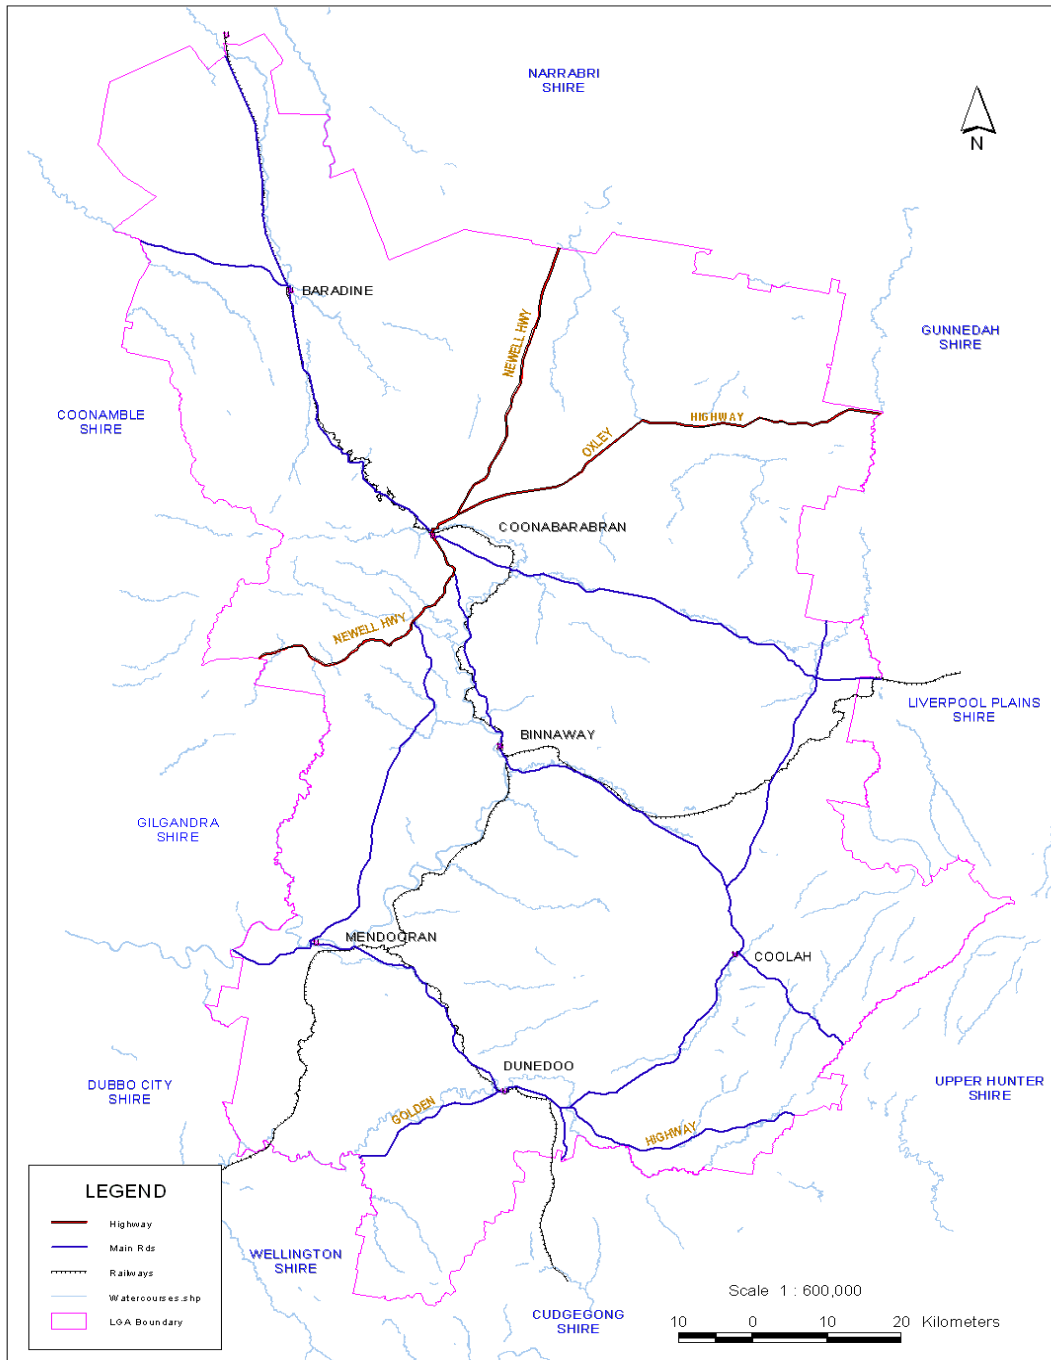 NARRABRI
SHIRE
N
BARADINE
NEWELL HWY
GUNNEDAH
SHIRE
COONAMBLE
SHIRE
HIGHWAY
OXLEY
COONABARABRAN
NEWELL HWY
LIVERPOOL PLAINS
SHIRE
BINNAWAY
GILGANDRA
SHIRE
MENDOORAN
COOLAH
DUNEDOO
DUBBO CITY
SHIRE
UPPER HUNTER
SHIRE
GOLDEN
HIGHWAY
LEGEND
Highway
Main Rds
Railways
Watercourses.shp
LGA Boundary
WELLINGTON
SHIRE
CUDGEGONG
SHIRE
Scale 1 : 600,000
10 0 10 20 Kilometers